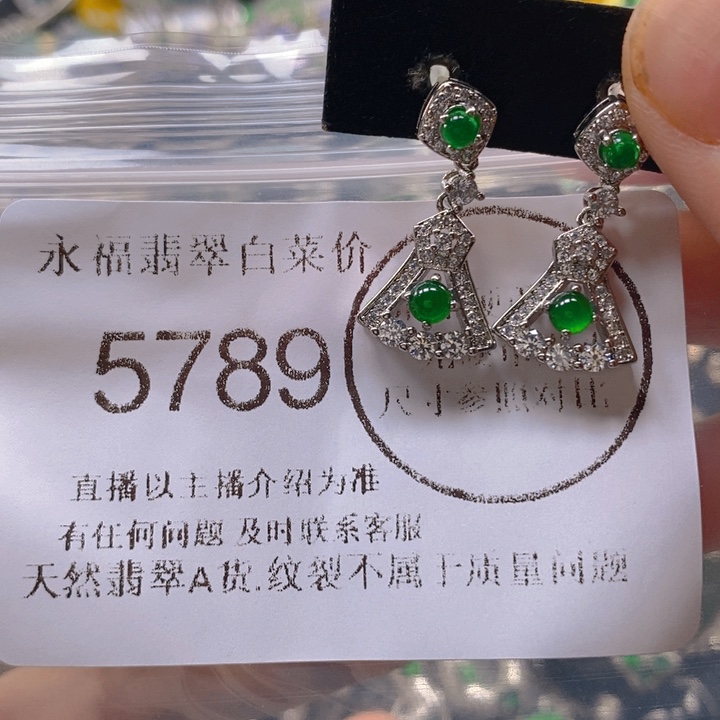 永福翡翠白菜价
5789
尺寸参照对比
直播以主播介绍为准
有任何问题 及时联系客服
天然翡翠A货.纹裂不属于质量问题